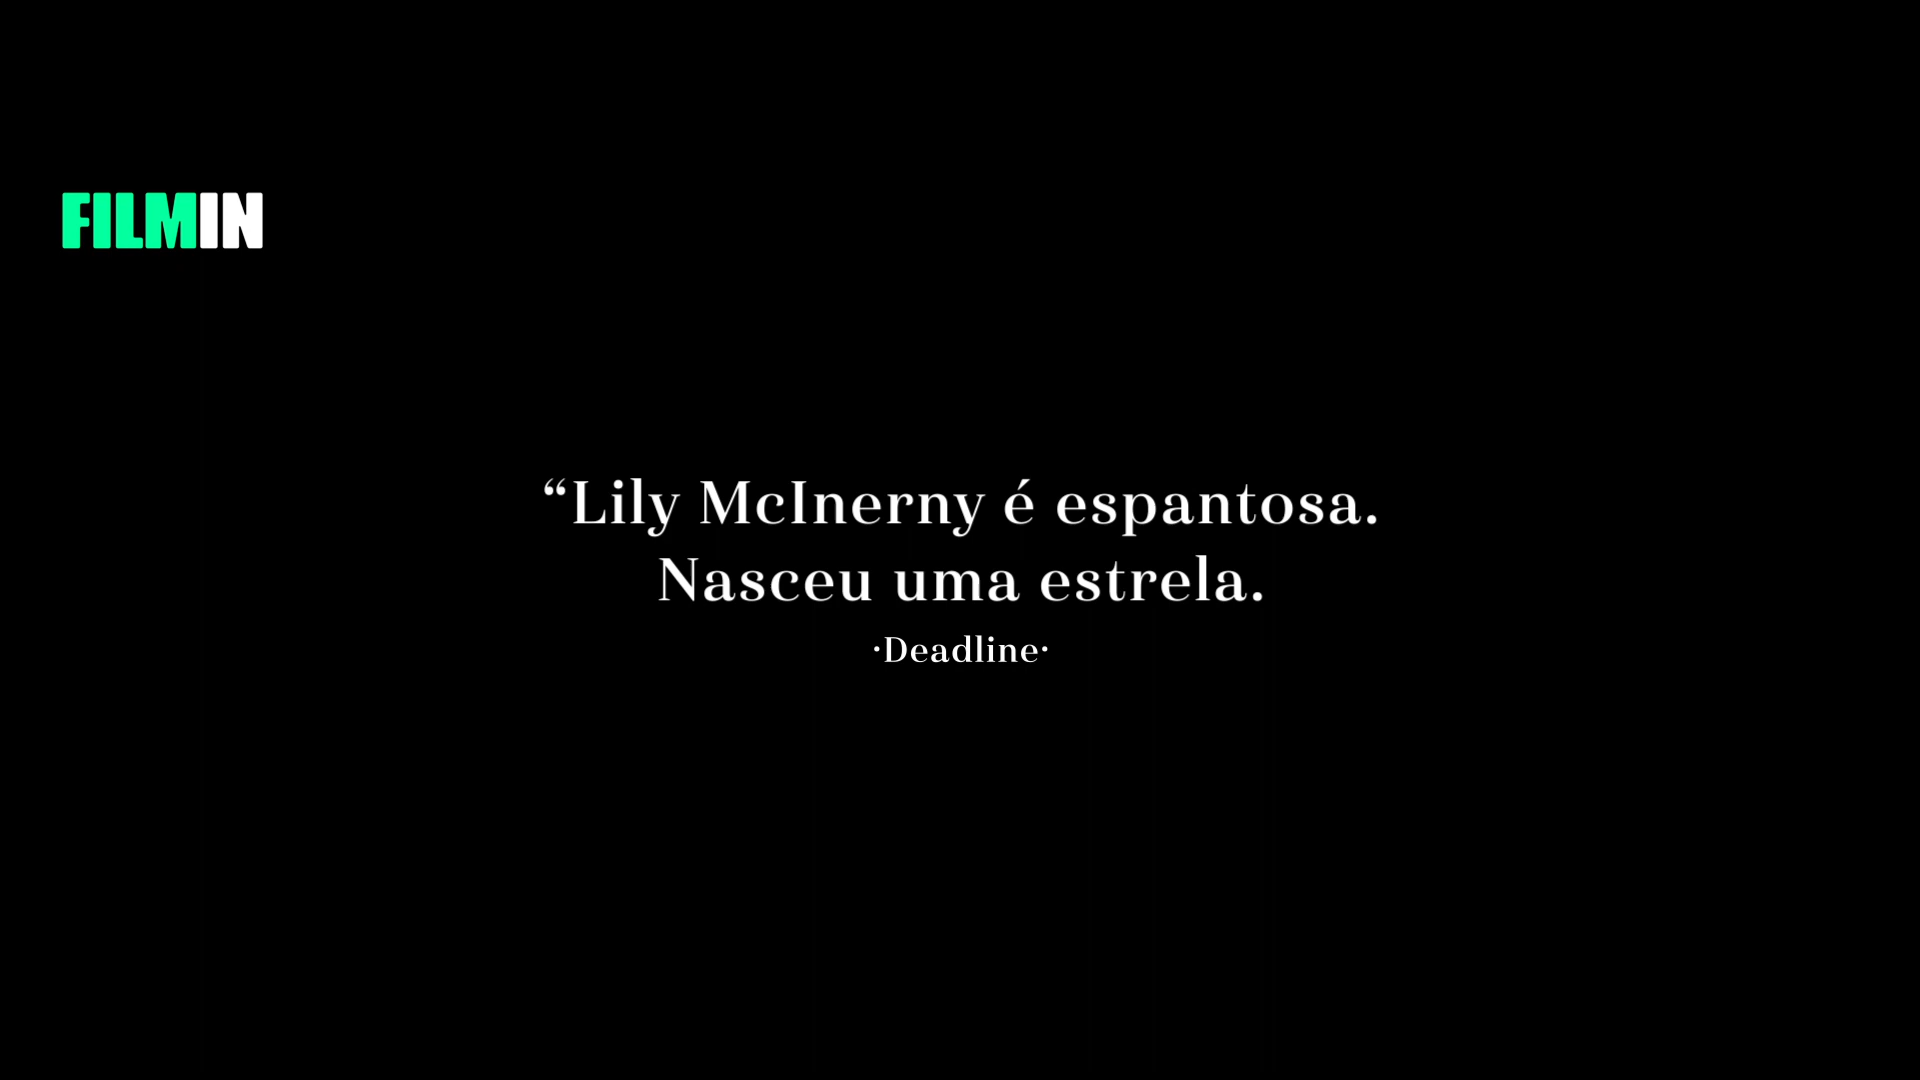 FILMIN
“Lily McInerny é espantosa.
Nasceu uma estrela.
·Deadline·